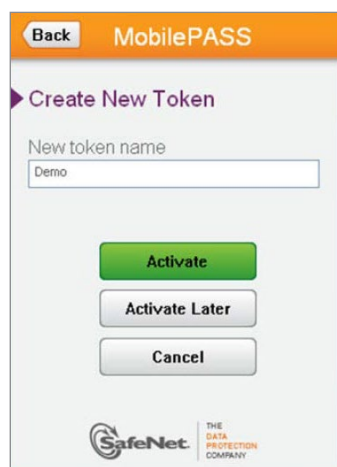 Back
MobilePASS
Create New Token
New token name
Demo
Activate
Activate Later
Cancel
SafeNet.
THE
DATA
PROTECTION
COMPANY